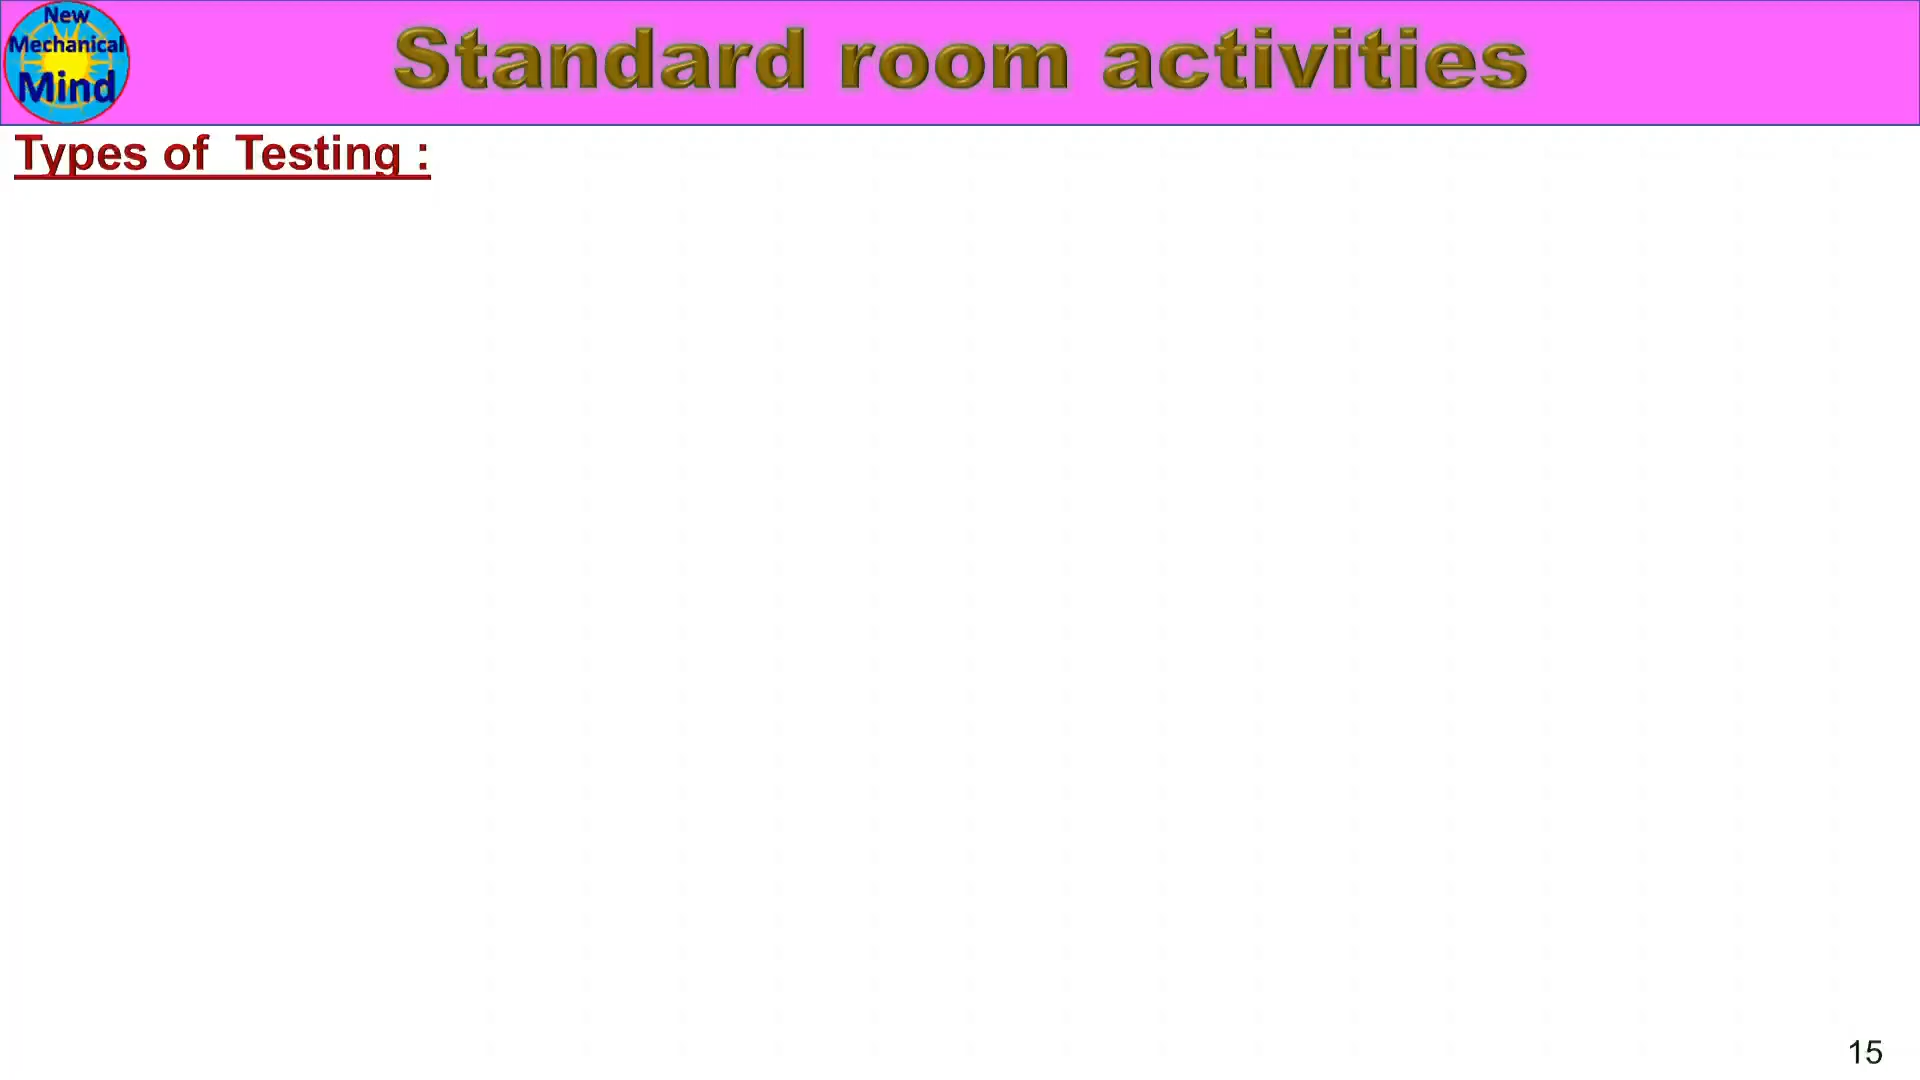 New
Mechanical
Mind
Standard room activities
Types of  Testing :
15